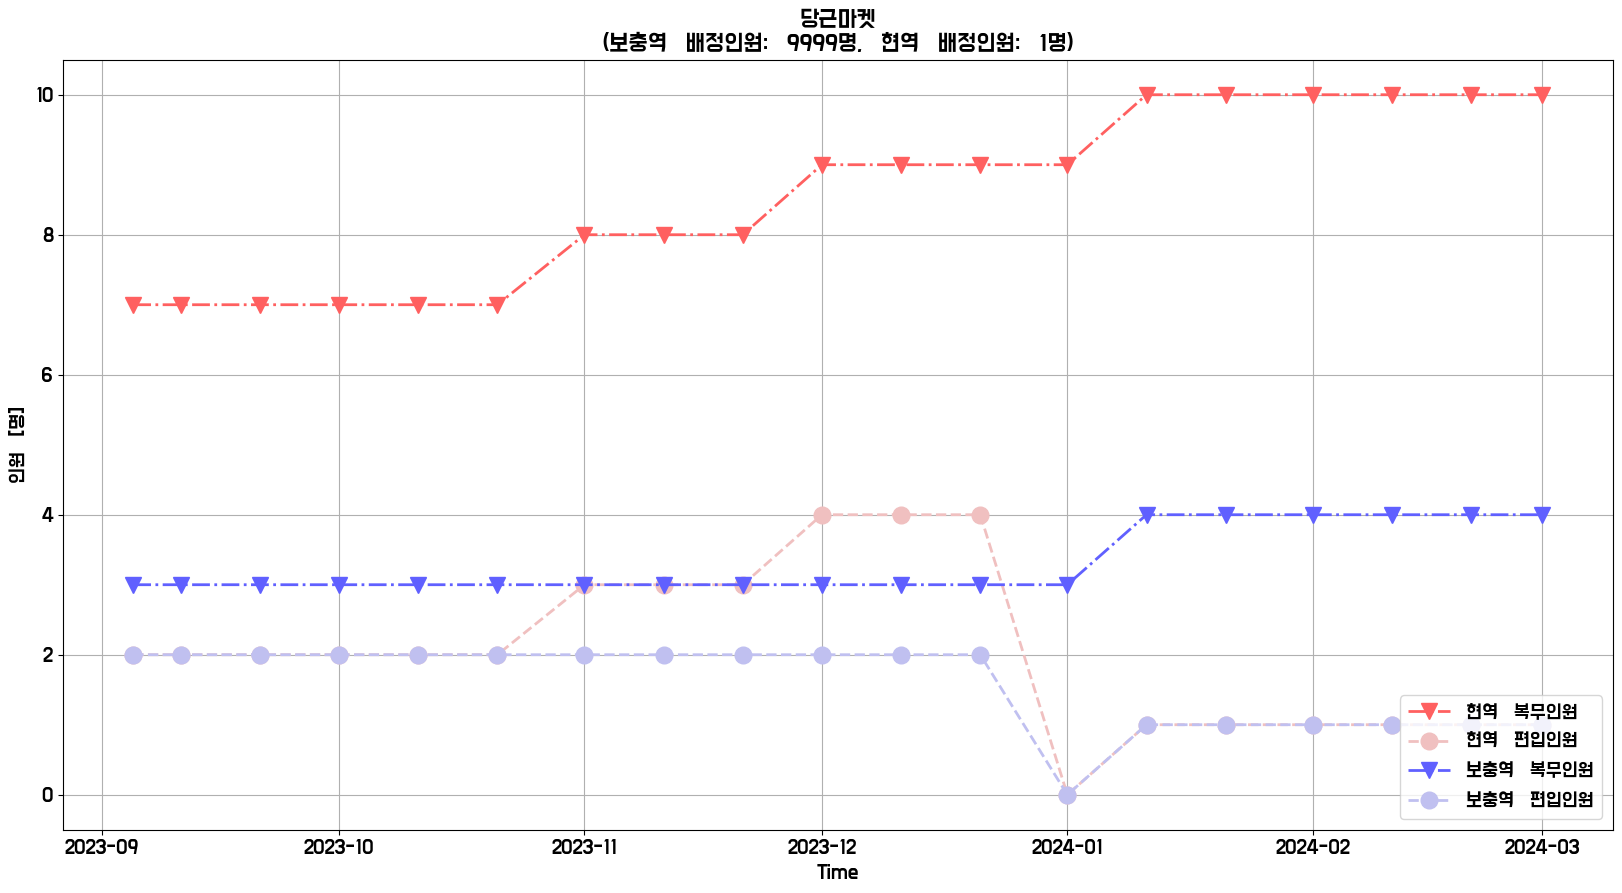 당근마켓
(보충역 배정인원: 9999명, 현역 배정인원: 1명)
인원 [명]
10
8
6
4
2
0
현역 복무인원
현역 편입인원
보충역 복무인원
보충역 편입인원
2023-09 2023-10 2023-11 2023-12 2024-01 2024-02 2024-03
Time